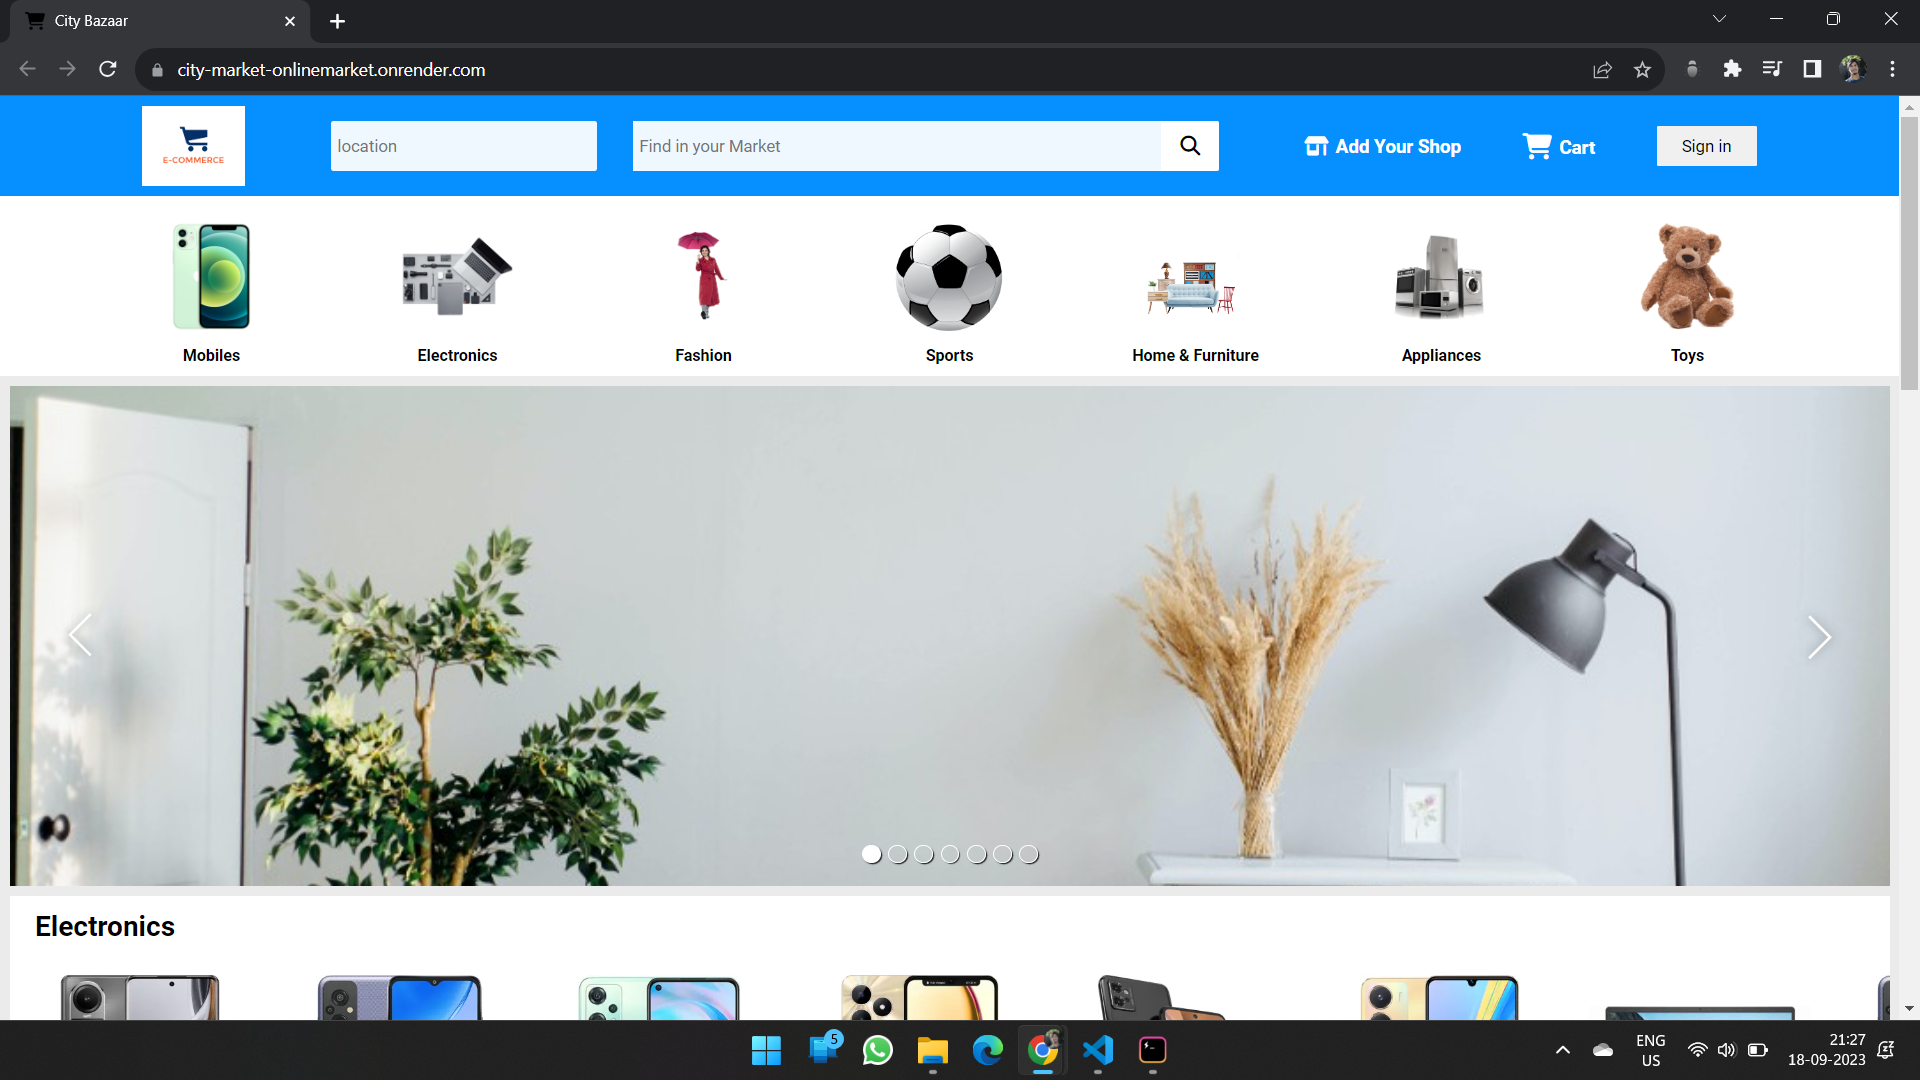 City Bazaar
city-market-onlinemarket.onrender.com
E-COMMERCE
location
Find in your Market
Add Your Shop
Cart
Sign in
Mobiles
Electronics
Fashion
Sports
Home & Furniture
Appliances
Toys
Electronics
5
ENG
US
21:27
18-09-2023